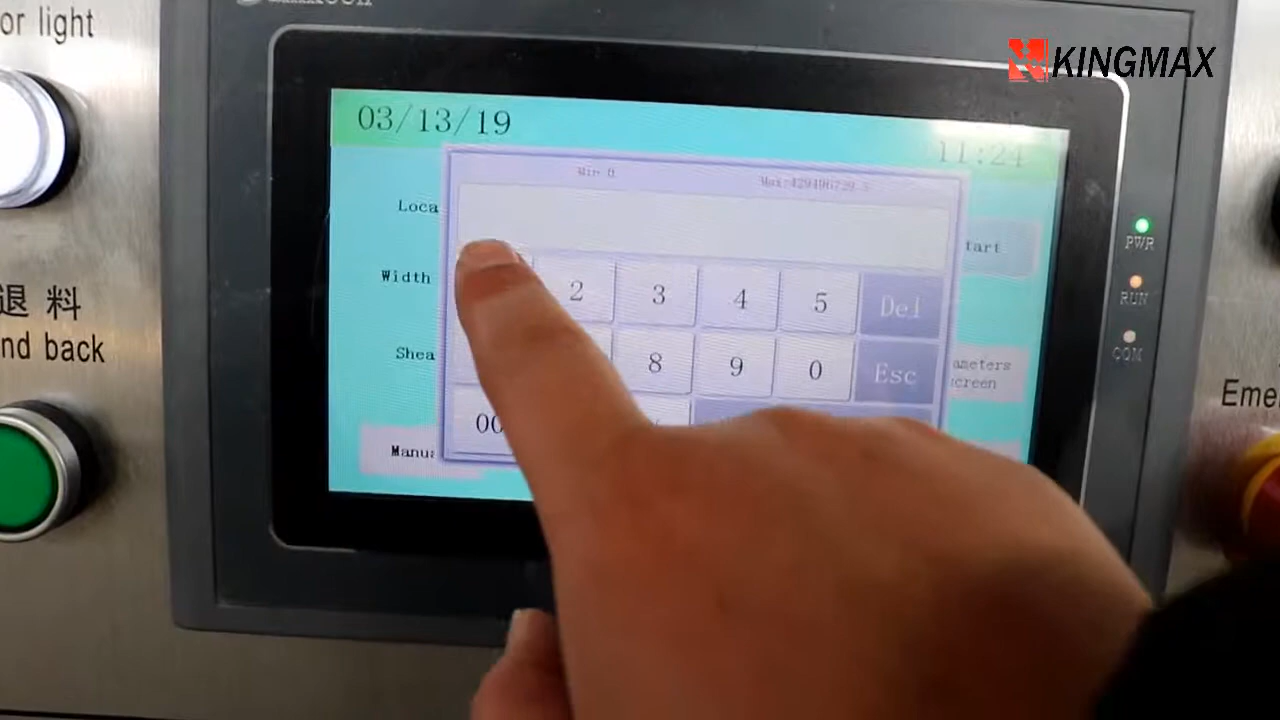 or light
KINGMAX
03/13/19
11:24
Loca
tart
PWR
Width
2
3
4
5
Del
RUN
退 料
nd back
Shea
8
9
0
Esc
ameters
creen
COM
Eme
00
Manua